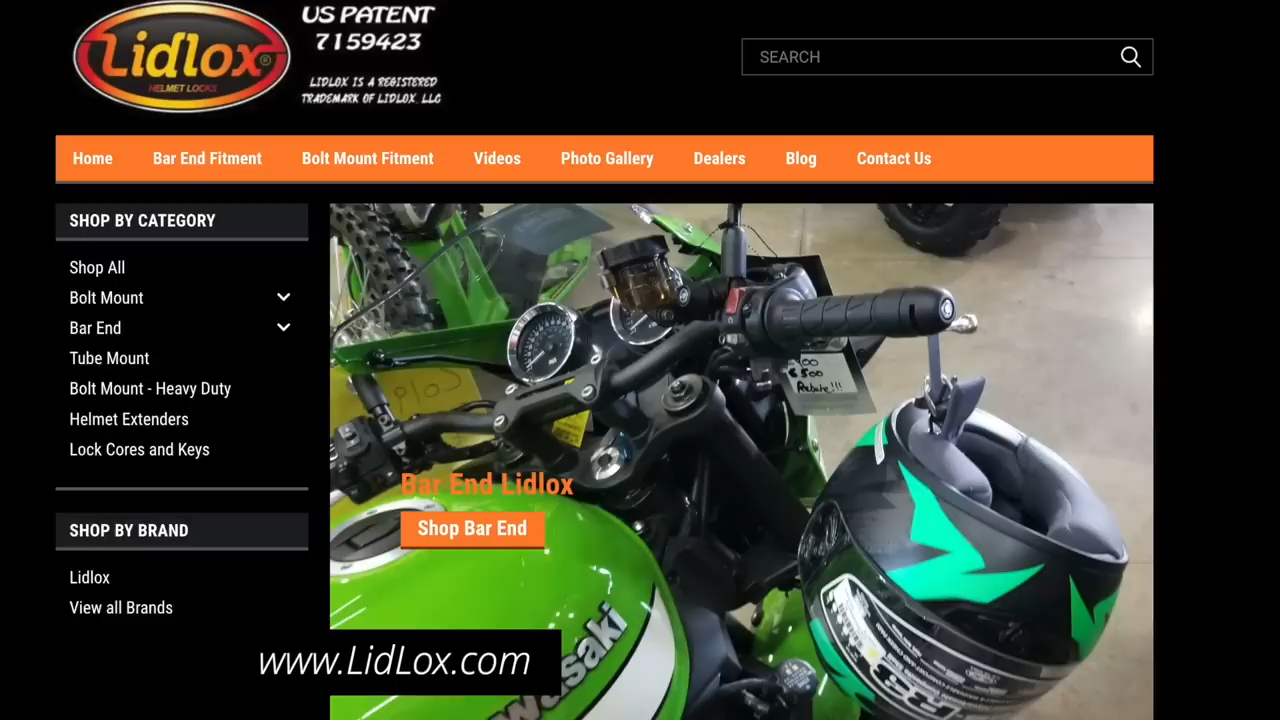 Lidlox®
HELMET LOCKS
US PATENT
7159423
LIDLOX IS A REGISTERED
TRADEMARK OF LIDLOX, LLC
SEARCH
Home
Bar End Fitment
Bolt Mount Fitment
Videos
Photo Gallery
Dealers
Blog
Contact Us
SHOP BY CATEGORY
Shop All
Bolt Mount
Bar End
Tube Mount
Bolt Mount - Heavy Duty
Helmet Extenders
Lock Cores and Keys
SHOP BY BRAND
Lidlox
View all Brands
500
Rebate!!!
Bar End Lidlox
Shop Bar End
Kawasaki
www.LidLox.com